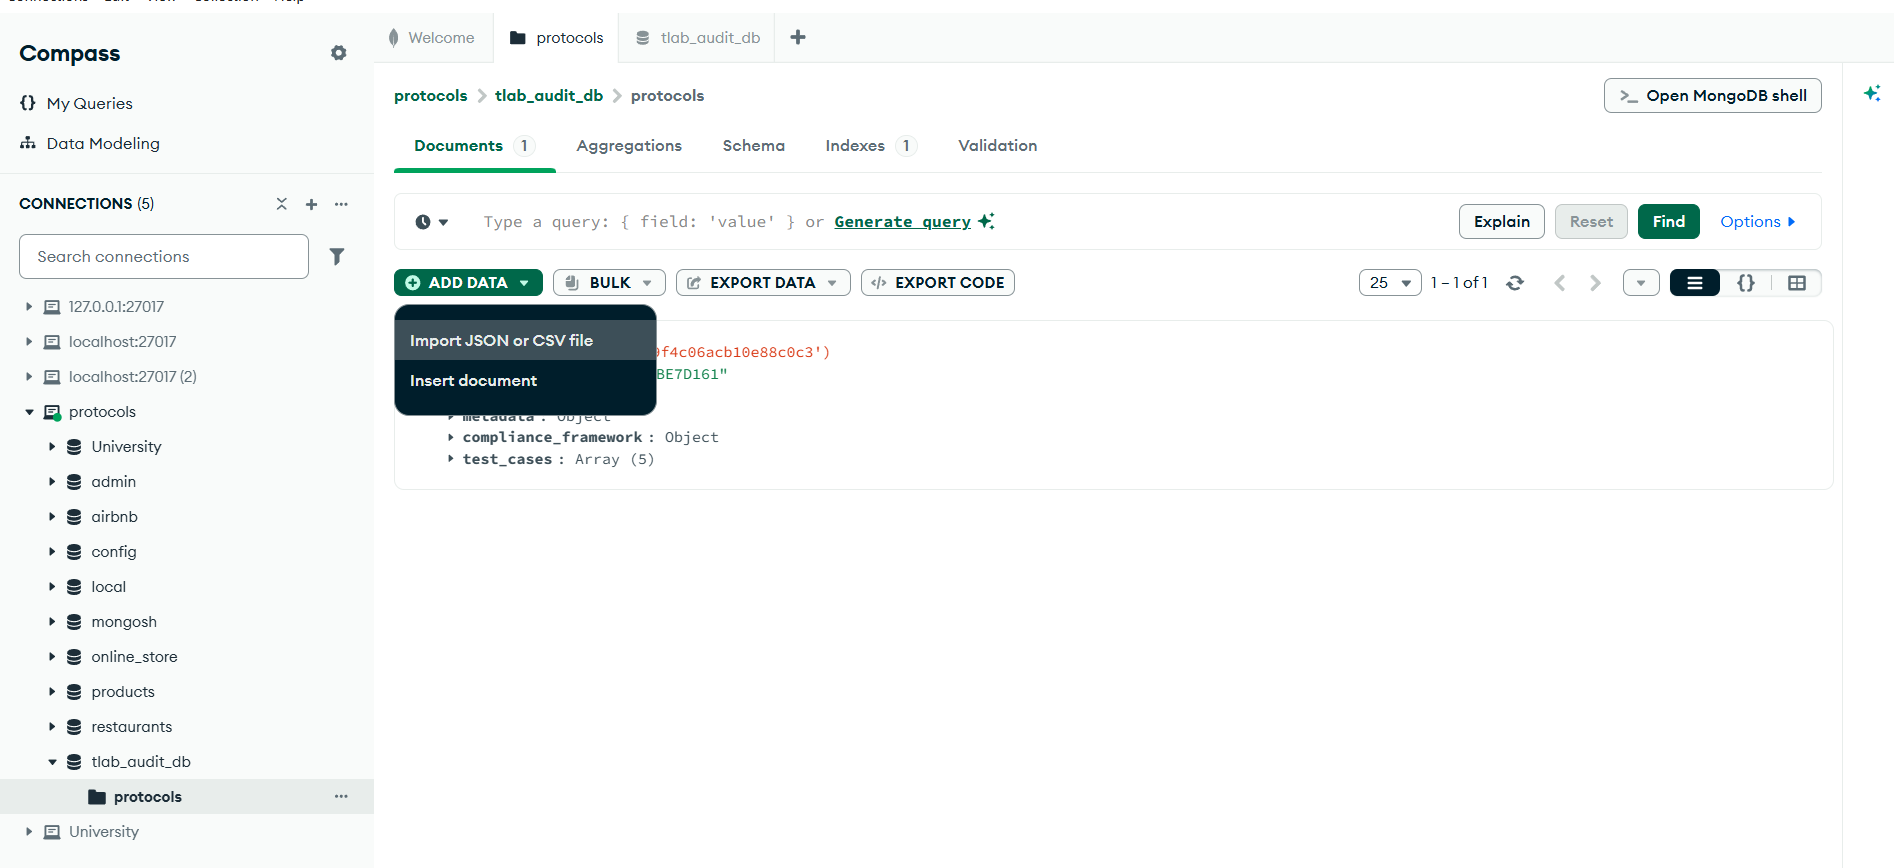 Compass
My Queries
Data Modeling
CONNECTIONS (5)
Search connections
127.0.0.1:27017
localhost:27017
localhost:27017 (2)
protocols
University
admin
airbnb
config
local
mongosh
online_store
products
restaurants
tlab_audit_db
protocols
University
Welcome
protocols
tlab_audit_db
protocols > tlab_audit_db > protocols
>_ Open MongoDB shell
Documents 1 Aggregations Schema Indexes 1 Validation
Type a query: { field: 'value' } or Generate query
Explain Reset Find Options
ADD DATA BULK EXPORT DATA EXPORT CODE
25 1 – 1 of 1
Import JSON or CSV file
Insert document
f4c06acb10e88c0c3')
BE7D161"
metadata : Object
compliance_framework : Object
test_cases : Array (5)